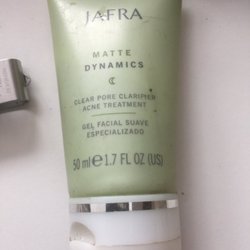 JAFRA
MATTE
DYNAMICS
CLEAR PORE CLARIFIER
ACNE TREATMENT
GEL FACIAL SUAVE
ESPECIALIZADO
50 ml e 1.7 FL OZ (US)